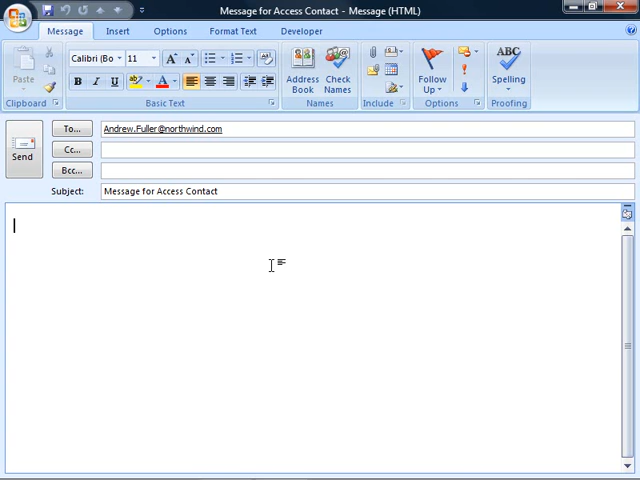 Message for Access Contact - Message (HTML)
Message Insert Options Format Text Developer
Paste
Clipboard
Calibri (Bo 11
B I U
Basic Text
Address Book
Check Names
Names
Include
Follow Up
Options
ABC
Spelling
Proofing
Send
To... Andrew.Fuller@northwind.com
Cc...
Bcc...
Subject: Message for Access Contact